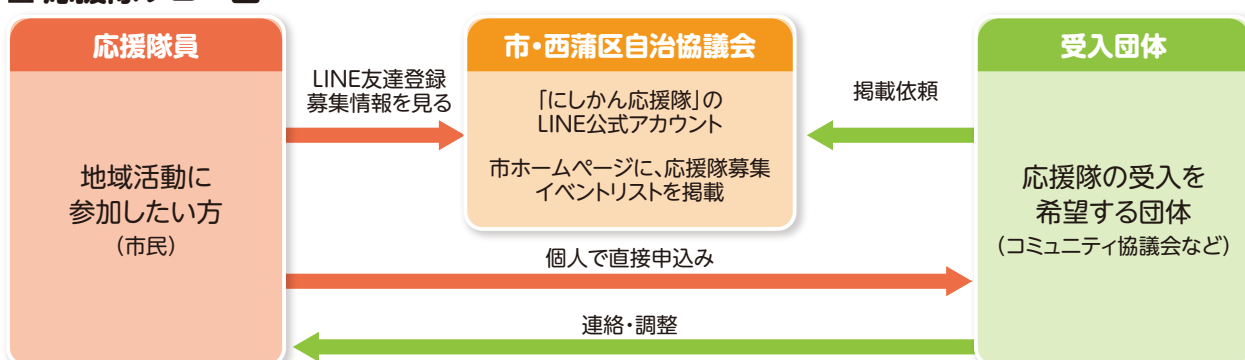 応援隊員
地域活動に
参加したい方
（市民）
LINE友達登録
募集情報を見る
市・西蒲区自治協議会
「にしかん応援隊」の
LINE公式アカウント
市ホームページに、応援隊募集
イベントリストを掲載
掲載依頼
受入団体
応援隊の受入を
希望する団体
（コミュニティ協議会など）
個人で直接申込み
連絡・調整